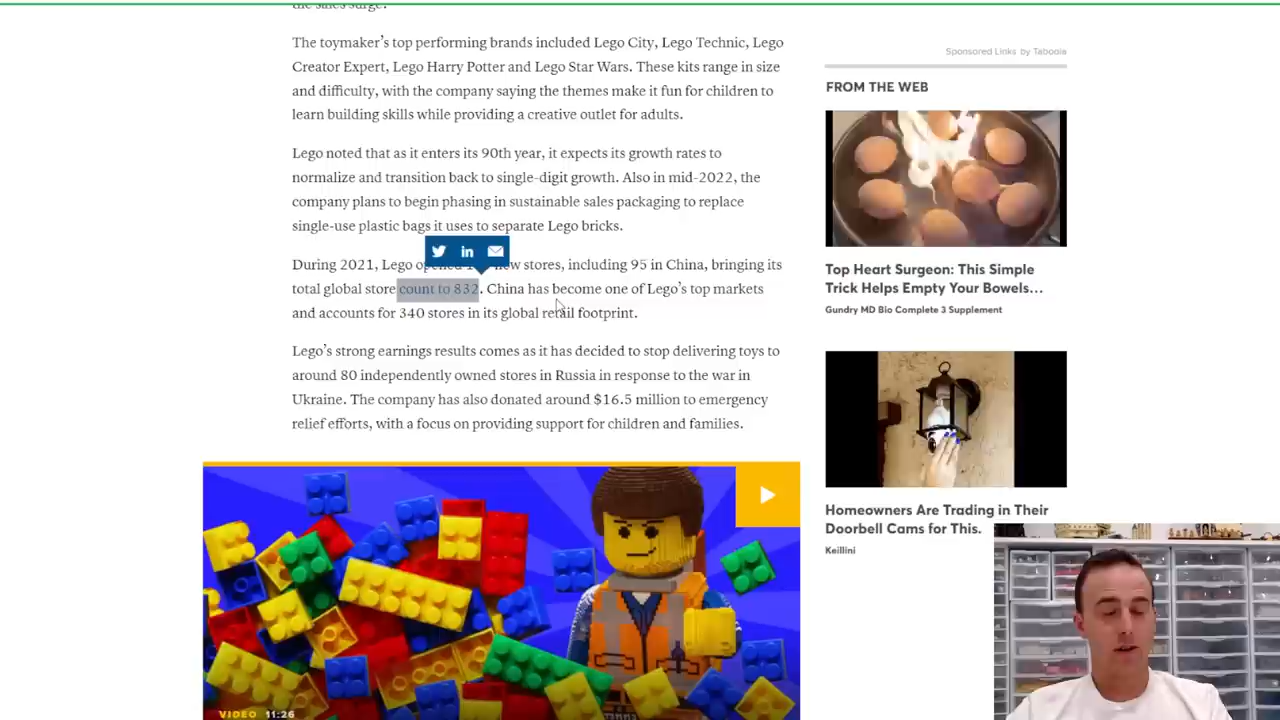 the sales surge.
The toymaker's top performing brands included Lego City, Lego Technic, Lego
Creator Expert, Lego Harry Potter and Lego Star Wars. These kits range in size
and difficulty, with the company saying the themes make it fun for children to
learn building skills while providing a creative outlet for adults.
Lego noted that as it enters its 90th year, it expects its growth rates to
normalize and transition back to single-digit growth. Also in mid-2022, the
company plans to begin phasing in sustainable sales packaging to replace
single-use plastic bags it uses to separate Lego bricks.
During 2021, Lego new stores, including 95 in China, bringing its
total global store count to 832. China has become one of Lego's top markets
and accounts for 340 stores in its global retail footprint.
Lego's strong earnings results comes as it has decided to stop delivering toys to
around 80 independently owned stores in Russia in response to the war in
Ukraine. The company has also donated around $16.5 million to emergency
relief efforts, with a focus on providing support for children and families.
VIDEO 11:26
Sponsored Links by Taboola
FROM THE WEB
Top Heart Surgeon: This Simple
Trick Helps Empty Your Bowels...
Gundry MD Bio Complete 3 Supplement
Homeowners Are Trading in Their
Doorbell Cams for This.
Keillini